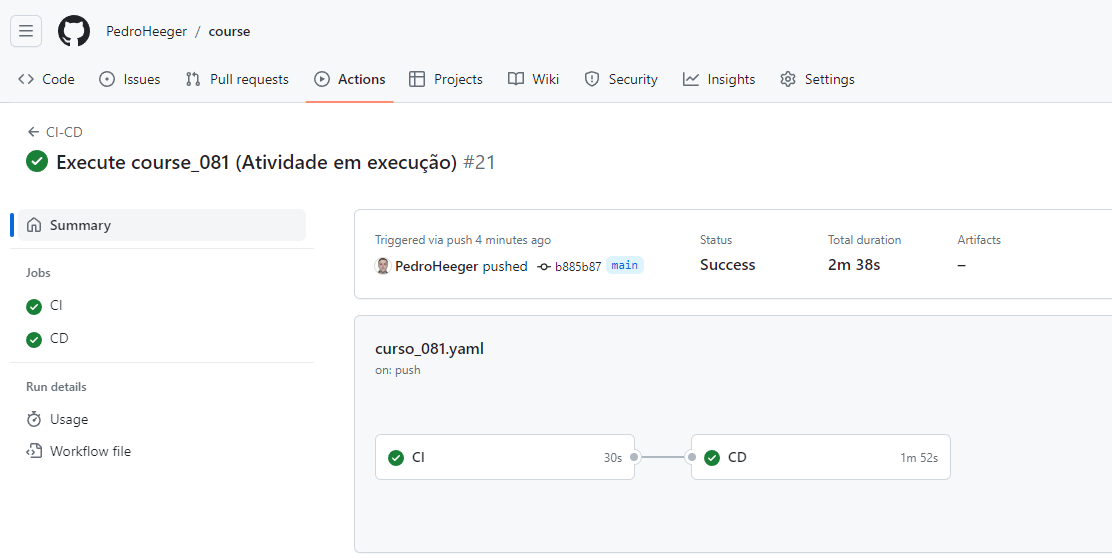 PedroHeeger / course
Code Issues Pull requests Actions Projects Wiki Security Insights Settings
CI-CD
Execute course_081 (Atividade em execução) #21
Summary
Jobs
CI
CD
Run details
Usage
Workflow file
Triggered via push 4 minutes ago
PedroHeeger pushed b885b87 main
Status
Success
Total duration
2m 38s
Artifacts
–
curso_081.yaml
on: push
CI 30s
CD 1m 52s